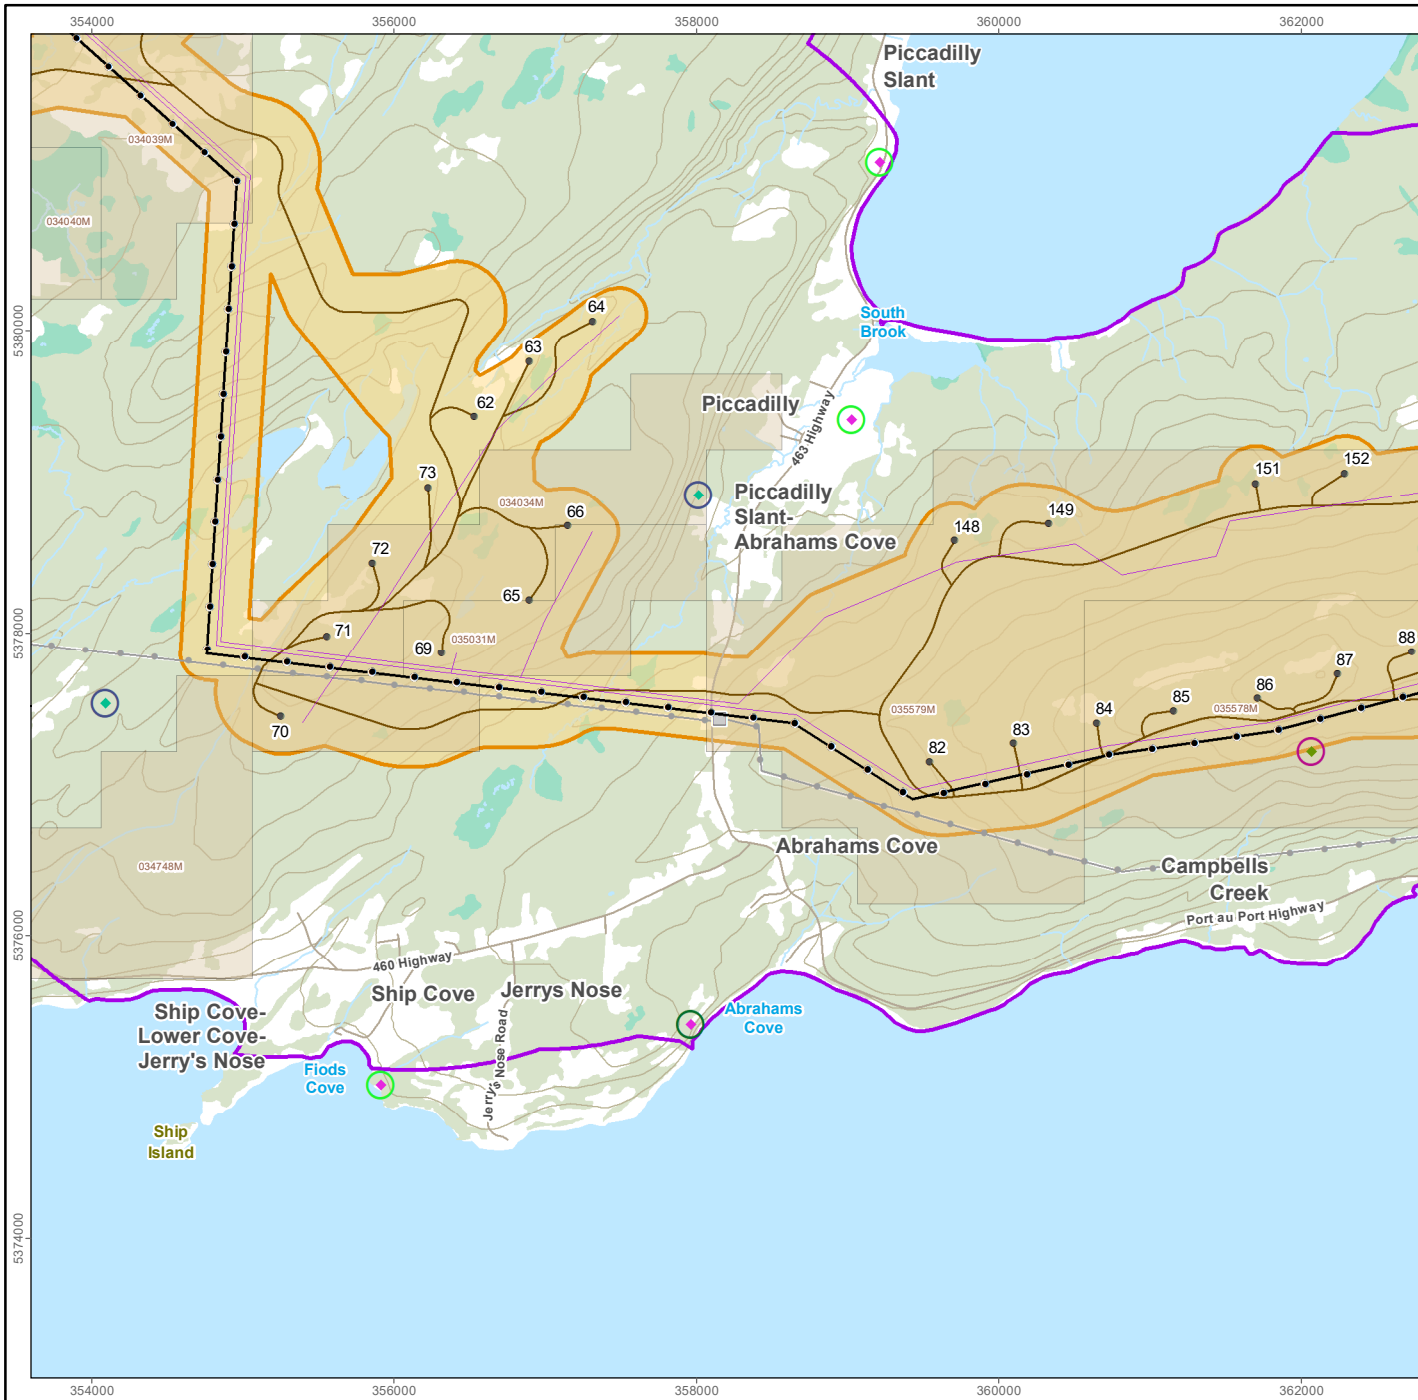 354000
356000
358000
360000
362000
Piccadilly
Slant
034039M
034040M
5380000
64
63
62
South
Brook
Piccadilly
463 Highway
73
034034M
66
72
65
71
69
035031M
70
Piccadilly
Slant-
Abrahams Cove
148
149
151
152
5378000
88
87
86
85
84
83
82
035579M
035578M
034748M
Abrahams Cove
Campbells
Creek
Port au Port Highway
5376000
460 Highway
Ship Cove
Jerrys Nose
Jerry's Nose Road
Abrahams
Cove
Ship Cove-
Lower Cove-
Jerry's Nose
Fiods
Cove
Ship
Island
5374000
354000
356000
358000
360000
362000